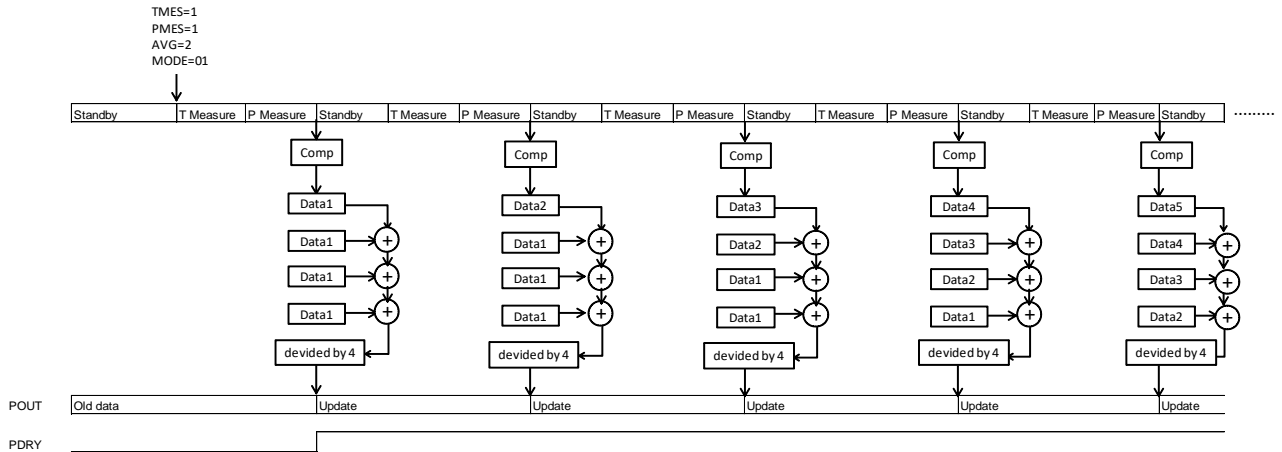 TMES=1
PMES=1
AVG=2
MODE=01
Standby T Measure P Measure Standby T Measure P Measure Standby T Measure P Measure Standby T Measure P Measure Standby T Measure P Measure Standby .........
Comp Comp Comp Comp Comp
Data1 Data2 Data3 Data4 Data5
Data1 + Data1 + Data2 + Data3 + Data4 +
Data1 + Data1 + Data1 + Data2 + Data3 +
Data1 + Data1 + Data1 + Data1 + Data2 +
devided by 4 devided by 4 devided by 4 devided by 4 devided by 4
POUT Old data Update Update Update Update Update
PDRY